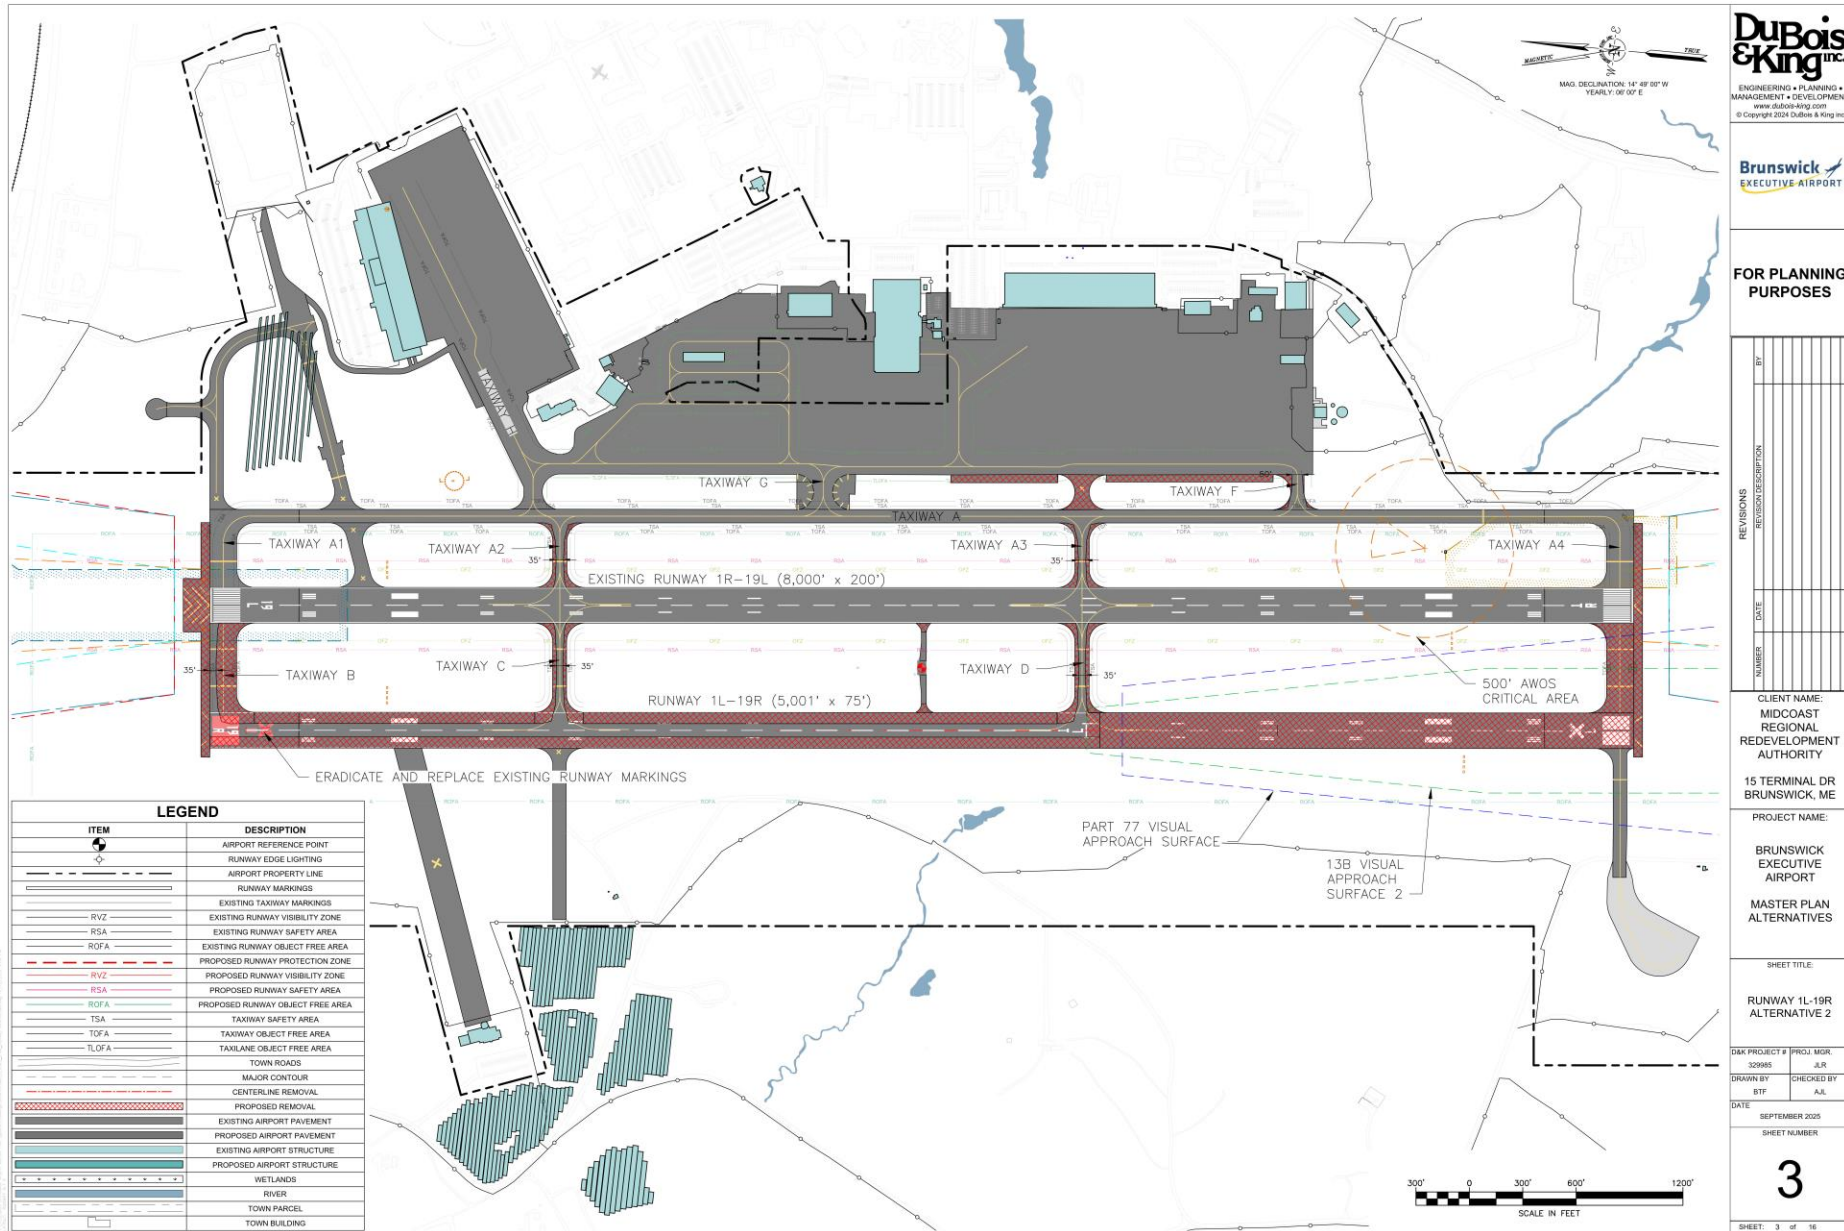 DuBois
&King inc.
ENGINEERING • PLANNING •
MANAGEMENT • DEVELOPMENT
www.dubois-king.com
© Copyright 2024 DuBois & King inc
MAGNETIC
TRUE
MAG. DECLINATION: 14° 49' 00" W
YEARLY: 06' 00" E
Brunswick
EXECUTIVE AIRPORT
FOR PLANNING
PURPOSES
REVISIONS
NUMBER
DATE
REVISION DESCRIPTION
BY
CLIENT NAME:
MIDCOAST
REGIONAL
REDEVELOPMENT
AUTHORITY
15 TERMINAL DR
BRUNSWICK, ME
PROJECT NAME:
BRUNSWICK
EXECUTIVE
AIRPORT
MASTER PLAN
ALTERNATIVES
SHEET TITLE:
RUNWAY 1L-19R
ALTERNATIVE 2
D&K PROJECT # PROJ. MGR.
329985 JLR
DRAWN BY CHECKED BY
BTF AJL
DATE
SEPTEMBER 2025
SHEET NUMBER
3
SHEET: 3 of 16
TAXIWAY H
TAXIWAY G
50'
TAXIWAY F
TAXIWAY A
TAXIWAY A1
TAXIWAY A2
35'
TAXIWAY A3
35'
TAXIWAY A4
EXISTING RUNWAY 1R-19L (8,000' x 200')
35'
TAXIWAY B
TAXIWAY C
35'
TAXIWAY D
35'
RUNWAY 1L-19R (5,001' x 75')
500' AWOS
CRITICAL AREA
ERADICATE AND REPLACE EXISTING RUNWAY MARKINGS
PART 77 VISUAL
APPROACH SURFACE
13B VISUAL
APPROACH
SURFACE 2
LEGEND
ITEM DESCRIPTION
AIRPORT REFERENCE POINT
RUNWAY EDGE LIGHTING
AIRPORT PROPERTY LINE
RUNWAY MARKINGS
EXISTING TAXIWAY MARKINGS
RVZ EXISTING RUNWAY VISIBILITY ZONE
RSA EXISTING RUNWAY SAFETY AREA
ROFA EXISTING RUNWAY OBJECT FREE AREA
PROPOSED RUNWAY PROTECTION ZONE
RVZ PROPOSED RUNWAY VISIBILITY ZONE
RSA PROPOSED RUNWAY SAFETY AREA
ROFA PROPOSED RUNWAY OBJECT FREE AREA
TSA TAXIWAY SAFETY AREA
TOFA TAXIWAY OBJECT FREE AREA
TLOFA TAXILANE OBJECT FREE AREA
TOWN ROADS
MAJOR CONTOUR
CENTERLINE REMOVAL
PROPOSED REMOVAL
EXISTING AIRPORT PAVEMENT
PROPOSED AIRPORT PAVEMENT
EXISTING AIRPORT STRUCTURE
PROPOSED AIRPORT STRUCTURE
WETLANDS
RIVER
TOWN PARCEL
TOWN BUILDING
300' 0 300' 600' 1200'
SCALE IN FEET